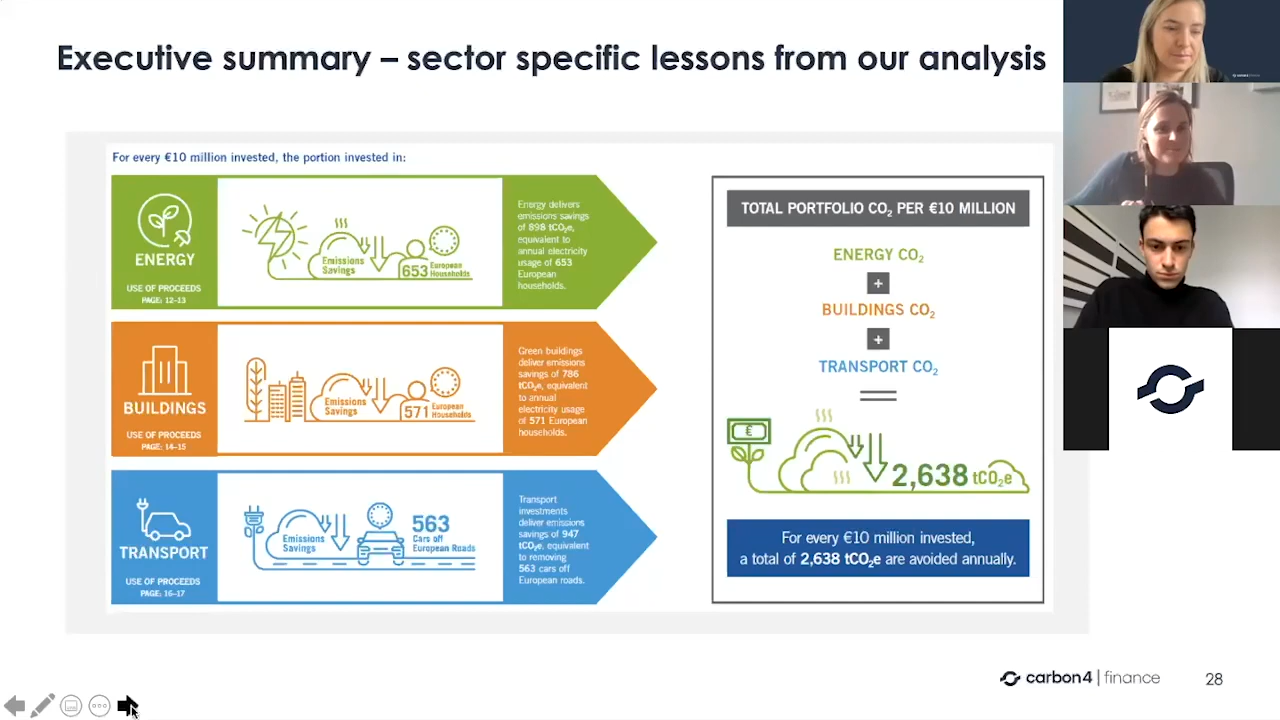 Executive summary – sector specific lessons from our analysis
For every €10 million invested, the portion invested in:
ENERGY
USE OF PROCEEDS
PAGE: 12–13
Emissions
Savings
653
European
Households
Energy delivers
emissions savings
of 898 tCO₂e,
equivalent to
annual electricity
usage of 653
European
households.
BUILDINGS
USE OF PROCEEDS
PAGE: 14–15
Emissions
Savings
571
European
Households
Green buildings
deliver emissions
savings of 786
tCO₂e, equivalent
to annual
electricity usage
of 571 European
households.
TRANSPORT
USE OF PROCEEDS
PAGE: 16–17
Emissions
Savings
563
Cars off
European Roads
Transport
investments
deliver emissions
savings of 947
tCO₂e, equivalent
to removing
563 cars off
European roads.
TOTAL PORTFOLIO CO₂ PER €10 MILLION
ENERGY CO₂
+
BUILDINGS CO₂
+
TRANSPORT CO₂
€
2,638 tCO₂e
For every €10 million invested,
a total of 2,638 tCO₂e are avoided annually.
carbon4 | finance
28